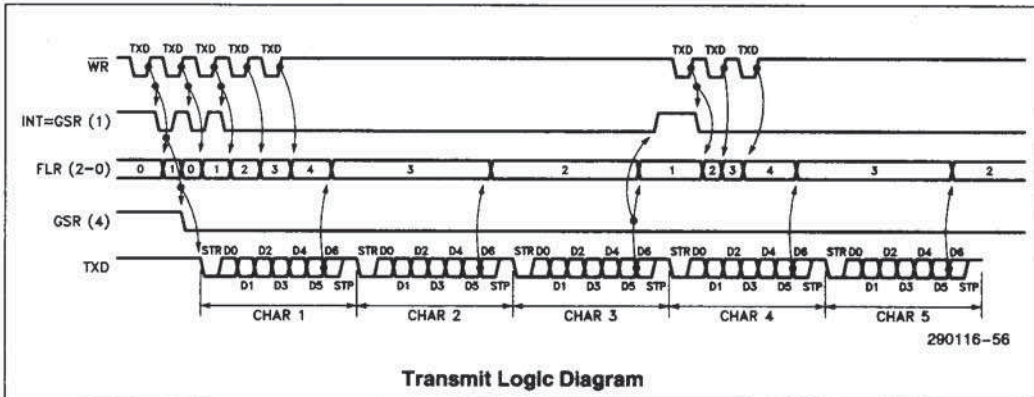 TXD TXD TXD TXD TXD TXD TXD TXD
WR
INT=GSR (1)
FLR (2-0) 0 1 0 1 2 3 4 3 2 1 2 3 4 3 2
GSR (4)
STR D0 D2 D4 D6 STR D0 D2 D4 D6 STR D0 D2 D4 D6 STR D0 D2 D4 D6 STR D0 D2 D4 D6
TXD
D1 D3 D5 STP D1 D3 D5 STP D1 D3 D5 STP D1 D3 D5 STP D1 D3 D5 STP
CHAR 1 CHAR 2 CHAR 3 CHAR 4 CHAR 5
290116-56
Transmit Logic Diagram